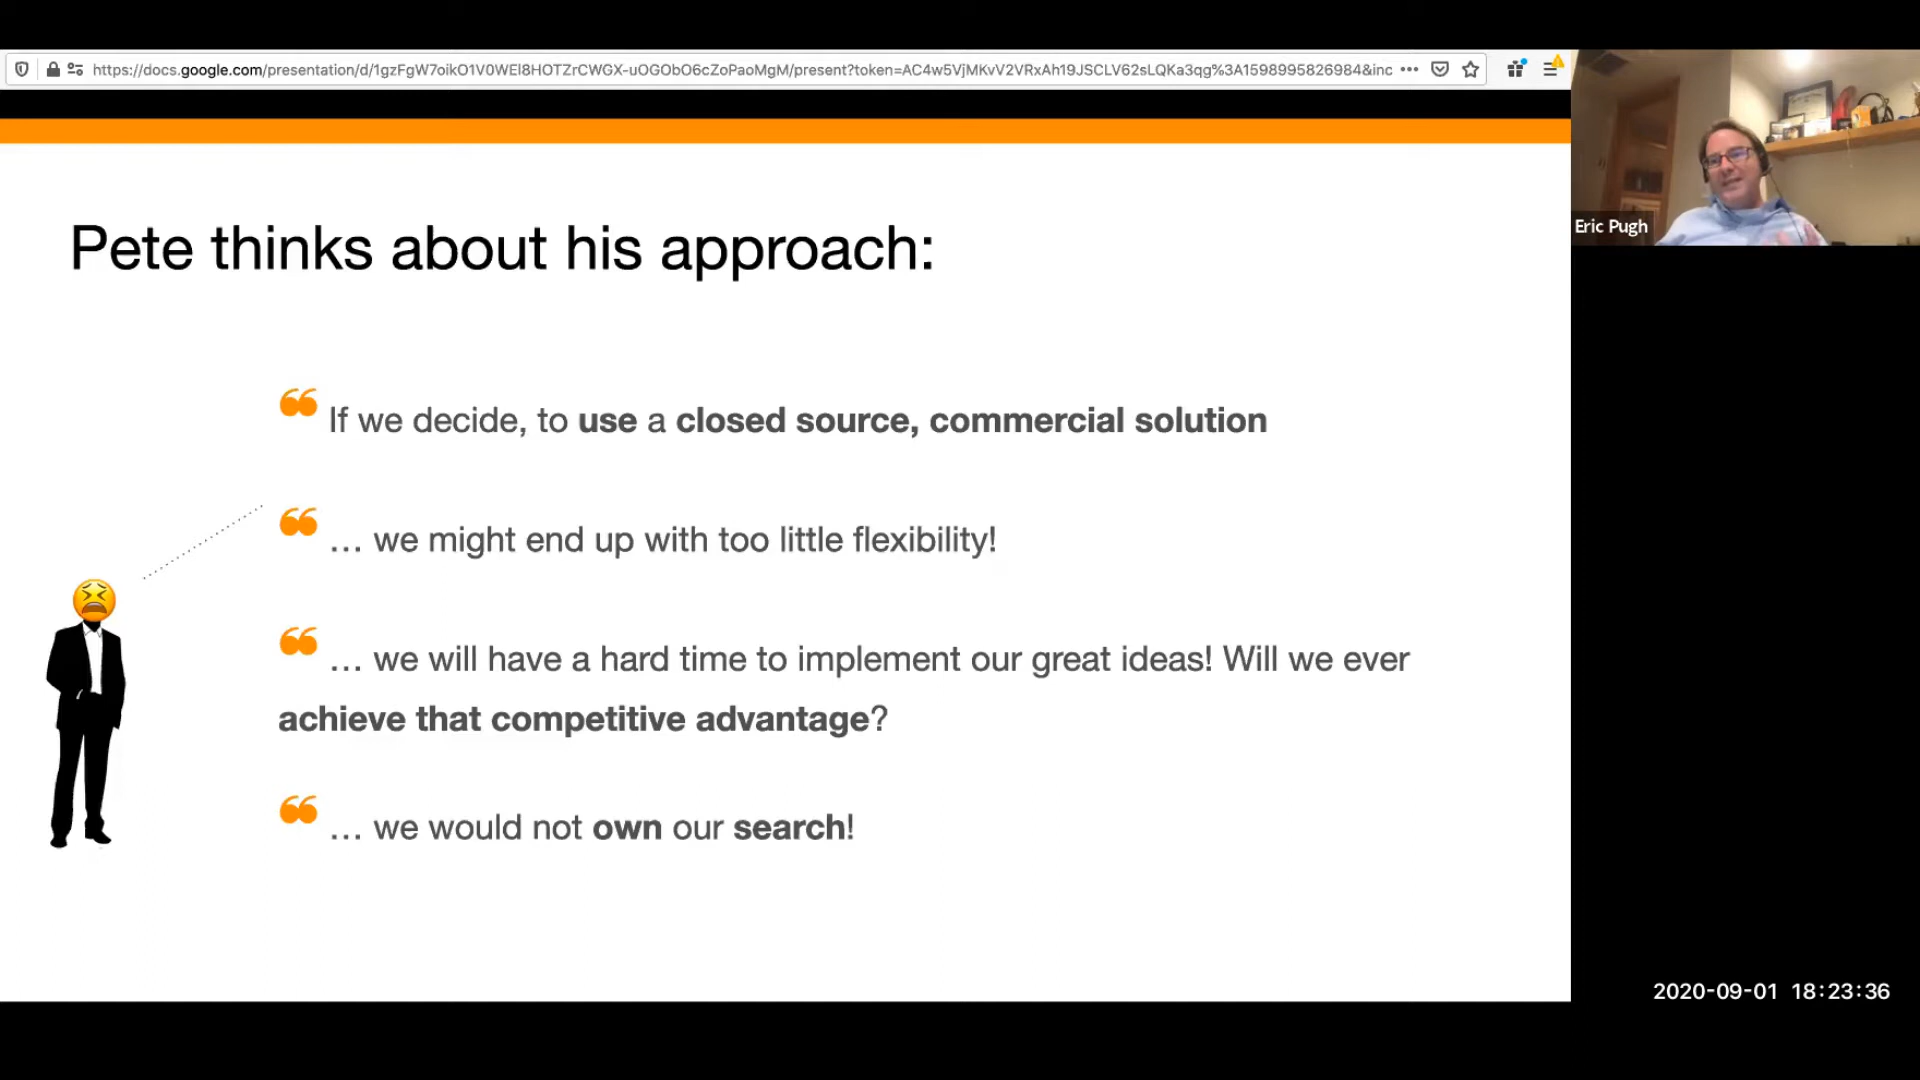 https://docs.google.com/presentation/d/1gzFgW7oikO1V0WEl8HOTZrCWGX-uOGObO6cZoPaoMgM/present?token=AC4w5VjMKvV2VRxAh19JSCLV62sLQKa3qg%3A1598995826984&inc
Eric Pugh
Pete thinks about his approach:
If we decide, to use a closed source, commercial solution
… we might end up with too little flexibility!
… we will have a hard time to implement our great ideas! Will we ever
achieve that competitive advantage?
… we would not own our search!
2020-09-01 18:23:36